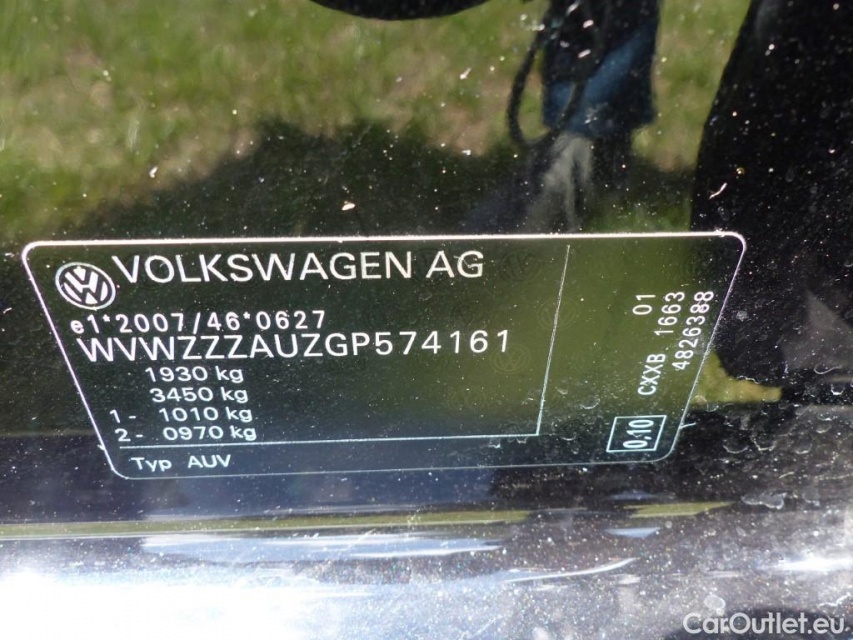 VOLKSWAGEN AG
e1*2007/46*0627
WVWZZZAUZGP574161
1930 kg
3450 kg
1- 1010 kg
2- 0970 kg
Typ AUV
01
CXXB 1663
4826388
0,10
CarOutlet.eu